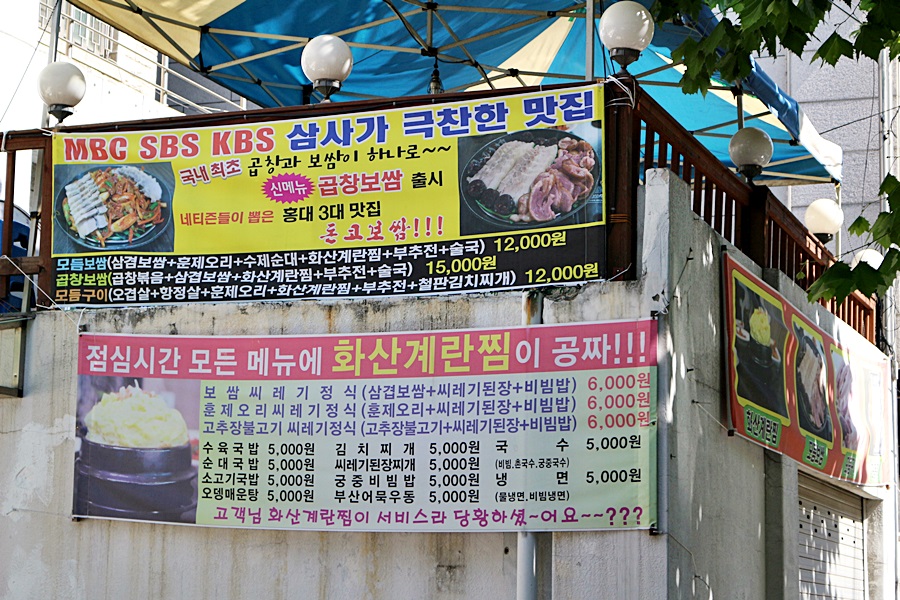 MBC SBS KBS 삼사가 극찬한 맛집
국내 최초 곱창과 보쌈이 하나로~~
신메뉴 곱창보쌈 출시
네티즌들이 뽑은 홍대 3대 맛집
돈코보쌈!!!
모듬보쌈(삼겹보쌈+훈제오리+수제순대+화산계란찜+부추전+술국) 12,000원
곱창보쌈(곱창볶음+삼겹보쌈+화산계란찜+부추전+술국) 15,000원
모듬구이(오겹살+항정살+훈제오리+화산계란찜+부추전+철판김치찌개) 12,000원
점심시간 모든 메뉴에 화산계란찜이 공짜!!!
보쌈씨레기정식(삼겹보쌈+씨레기된장+비빔밥) 6,000원
훈제오리씨레기정식(훈제오리+씨레기된장+비빔밥) 6,000원
고추장불고기 씨레기정식(고추장불고기+씨레기된장+비빔밥) 6,000원
수육국밥 5,000원 김치찌개 5,000원 국수 5,000원
순대국밥 5,000원 씨레기된장찌개 5,000원 (비빔.촌국수.궁중국수)
소고기국밥 5,000원 궁중비빔밥 5,000원 냉면 5,000원
오뎅매운탕 5,000원 부산어묵우동 5,000원 (물냉면.비빔냉면)
고객님 화산계란찜이 서비스라 당황하셨~어요~~???
화산계란찜
모듬보쌈